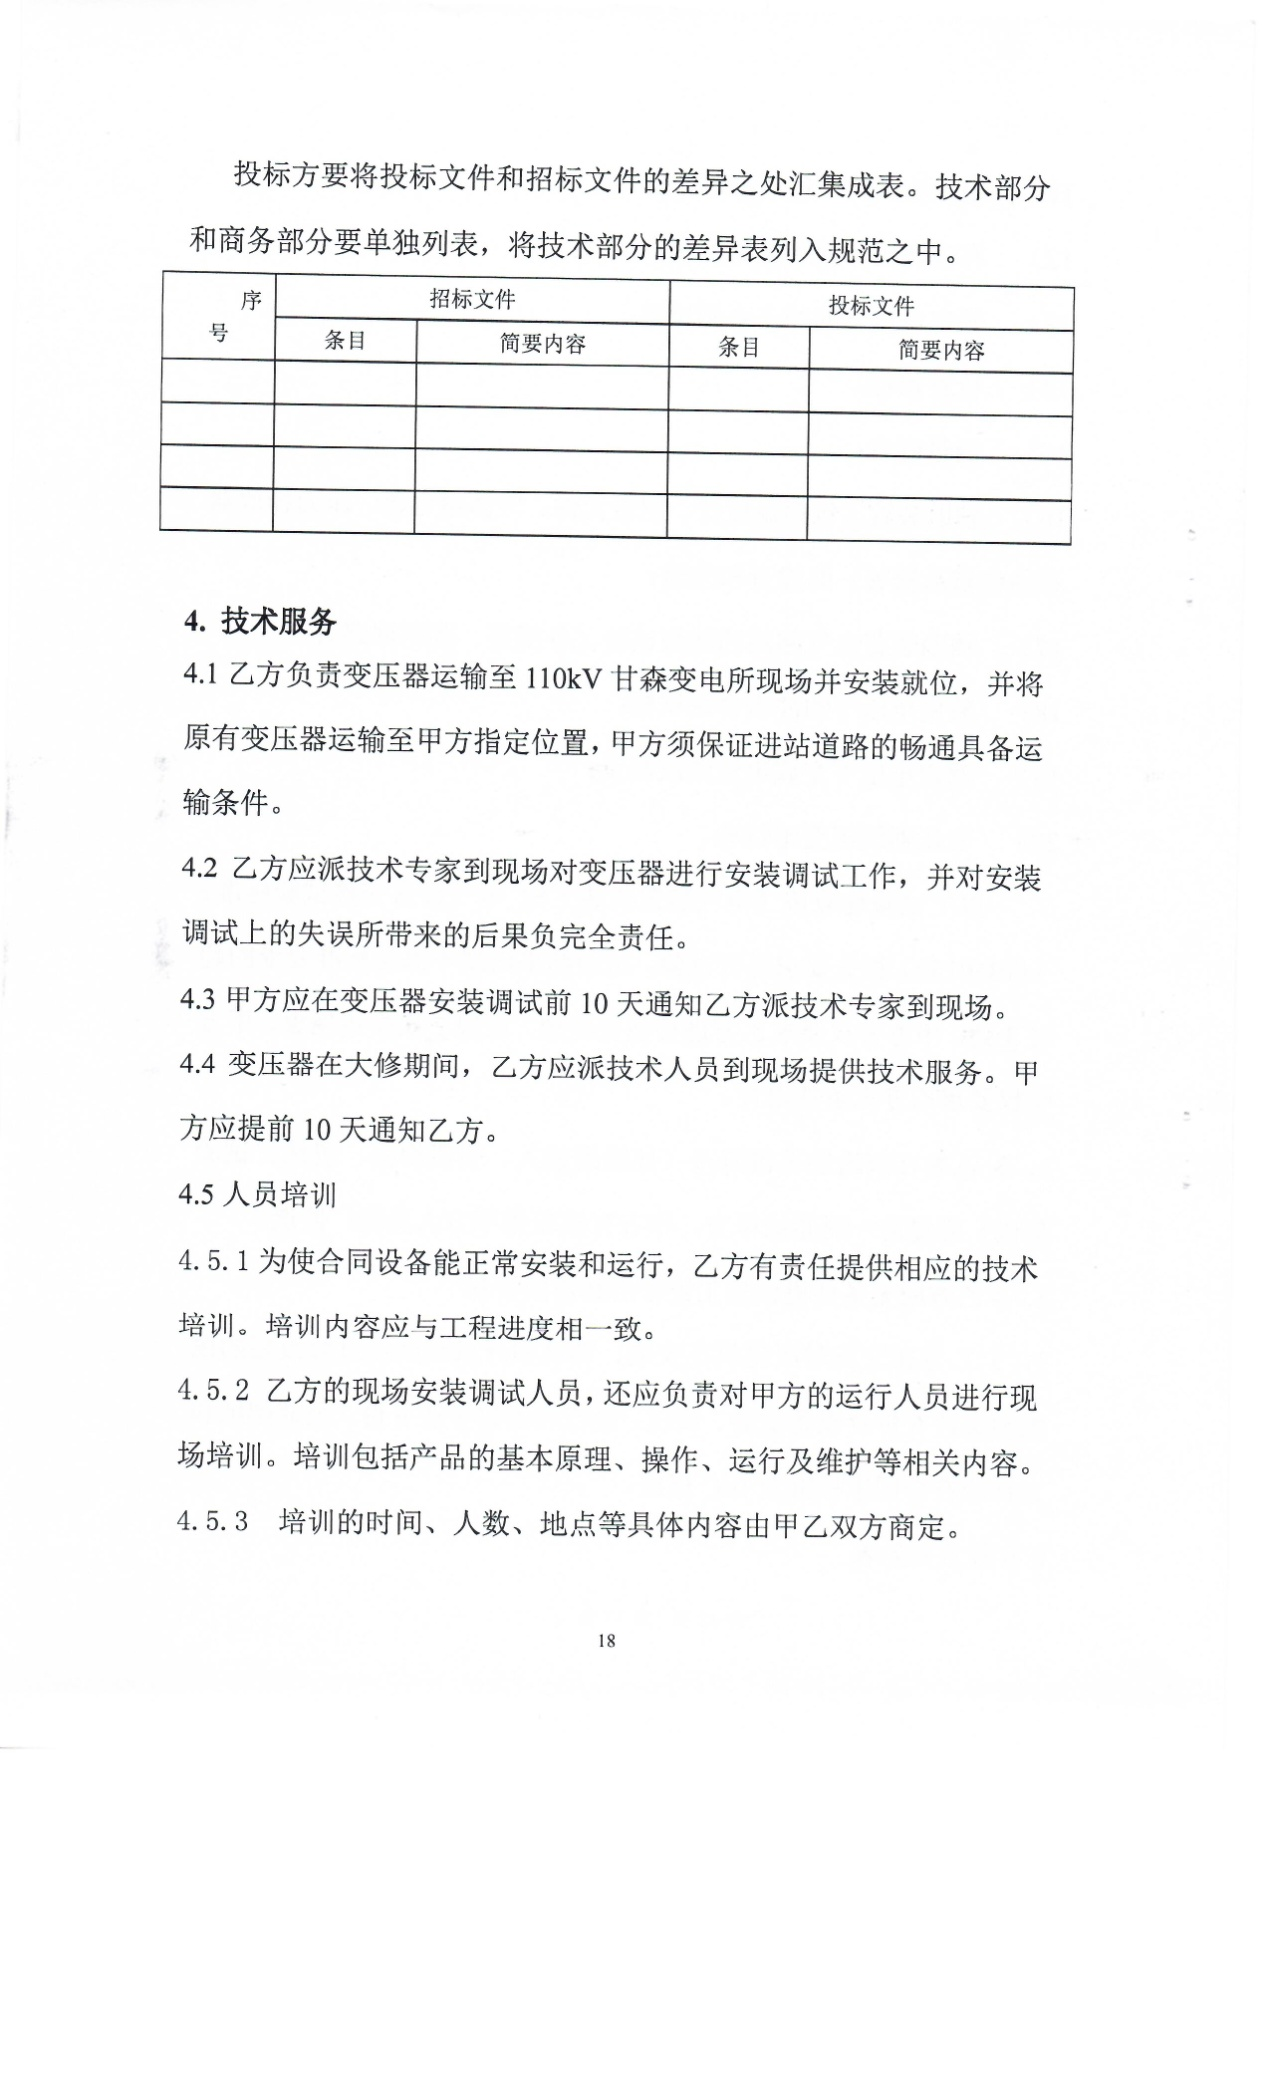 投标方要将投标文件和招标文件的差异之处汇集成表。技术部分
和商务部分要单独列表，将技术部分的差异表列入规范之中。
序号 招标文件 投标文件
条目 简要内容 条目 简要内容
4. 技术服务
4.1 乙方负责变压器运输至 110kV 甘森变电所现场并安装就位，并将
原有变压器运输至甲方指定位置，甲方须保证进站道路的畅通具备运
输条件。
4.2 乙方应派技术专家到现场对变压器进行安装调试工作，并对安装
调试上的失误所带来的后果负完全责任。
4.3 甲方应在变压器安装调试前 10 天通知乙方派技术专家到现场。
4.4 变压器在大修期间，乙方应派技术人员到现场提供技术服务。甲
方应提前 10 天通知乙方。
4.5 人员培训
4.5.1 为使合同设备能正常安装和运行，乙方有责任提供相应的技术
培训。培训内容应与工程进度相一致。
4.5.2 乙方的现场安装调试人员，还应负责对甲方的运行人员进行现
场培训。培训包括产品的基本原理、操作、运行及维护等相关内容。
4.5.3 培训的时间、人数、地点等具体内容由甲乙双方商定。
18